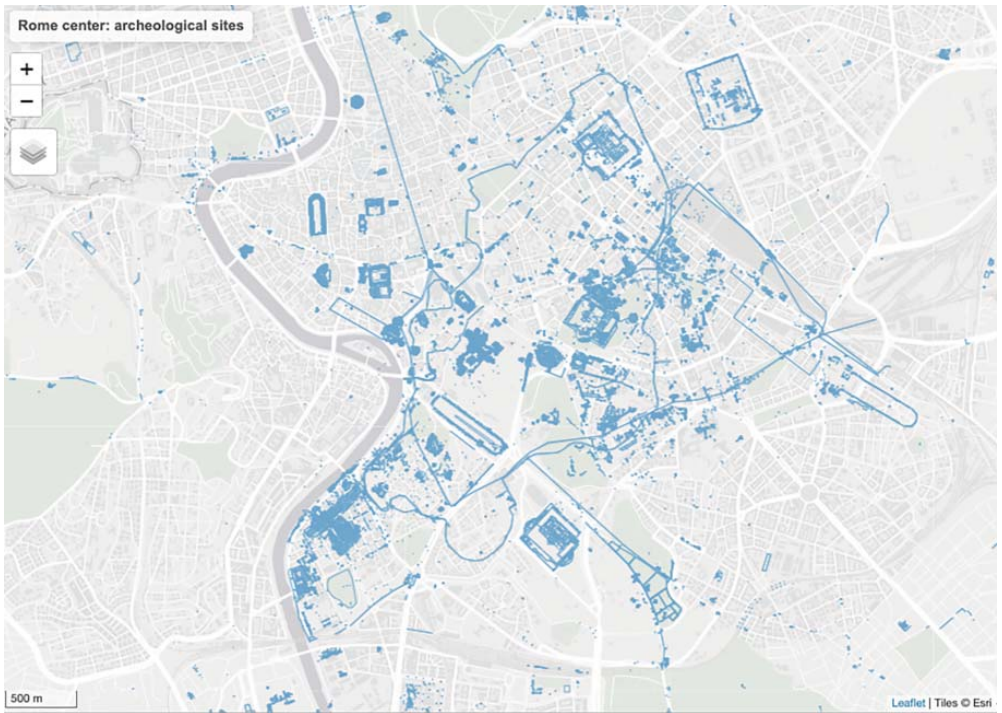 Rome center: archeological sites
+
−
500 m
Leaflet | Tiles © Esri